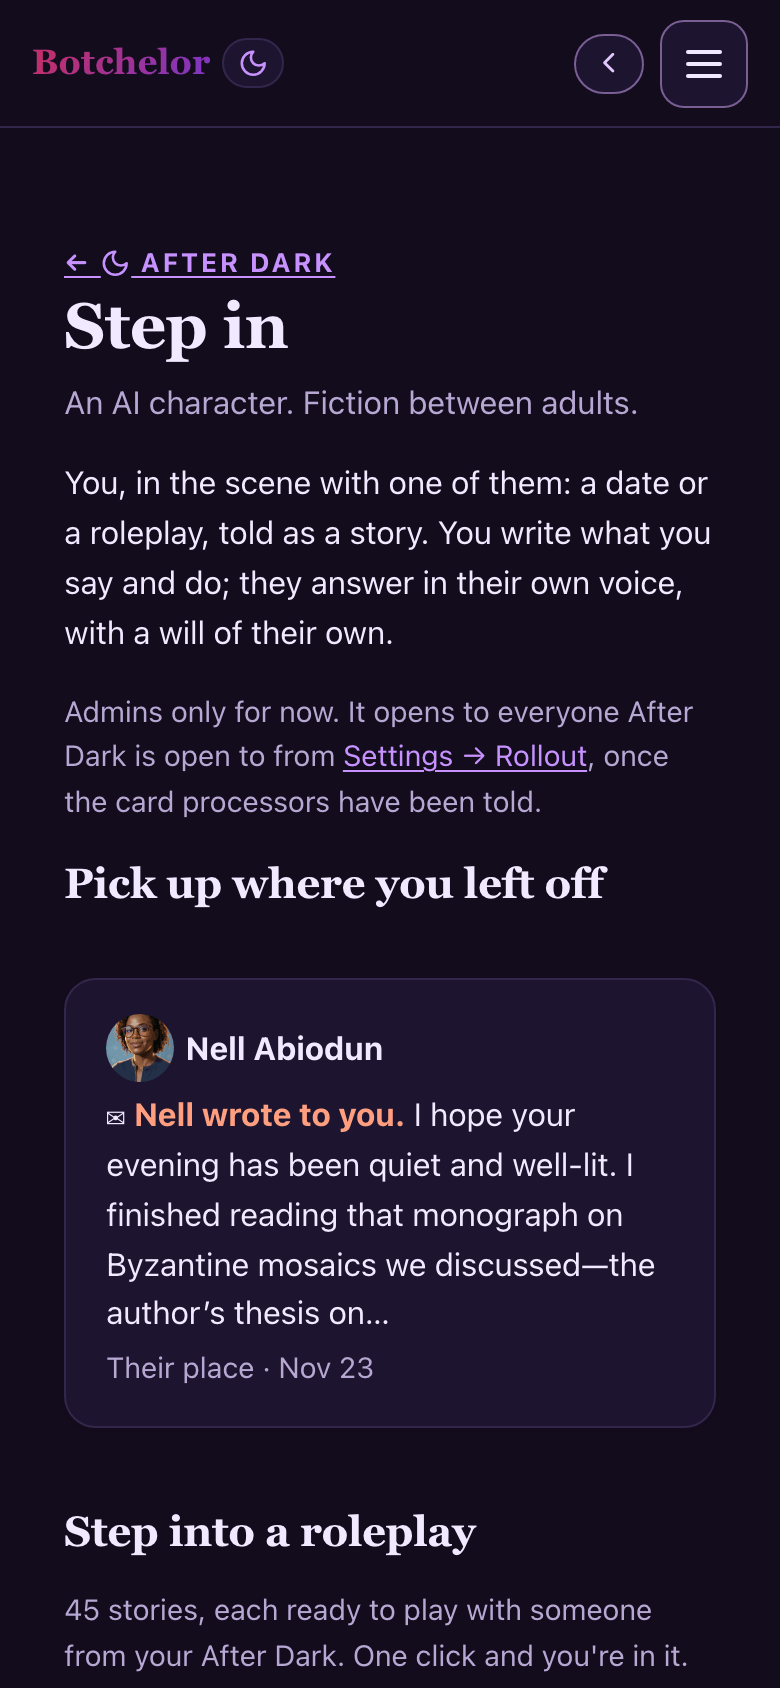 Botchelor
← AFTER DARK
Step in
An AI character. Fiction between adults.
You, in the scene with one of them: a date or
a roleplay, told as a story. You write what you
say and do; they answer in their own voice,
with a will of their own.
Admins only for now. It opens to everyone After
Dark is open to from Settings → Rollout, once
the card processors have been told.
Pick up where you left off
Nell Abiodun
✉ Nell wrote to you. I hope your
evening has been quiet and well-lit. I
finished reading that monograph on
Byzantine mosaics we discussed—the
author’s thesis on…
Their place · Nov 23
Step into a roleplay
45 stories, each ready to play with someone
from your After Dark. One click and you're in it.